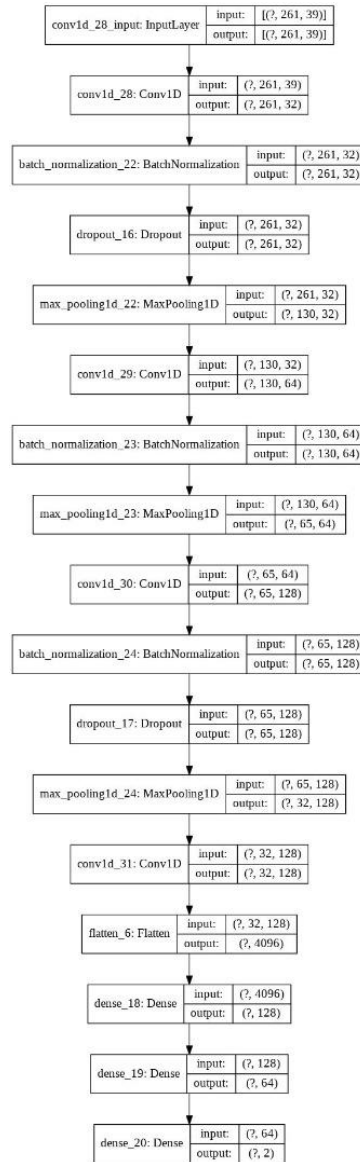 conv1d_28_input: InputLayer
input: [(?, 261, 39)]
output: [(?, 261, 39)]
conv1d_28: Conv1D
input: (?, 261, 39)
output: (?, 261, 32)
batch_normalization_22: BatchNormalization
input: (?, 261, 32)
output: (?, 261, 32)
dropout_16: Dropout
input: (?, 261, 32)
output: (?, 261, 32)
max_pooling1d_22: MaxPooling1D
input: (?, 261, 32)
output: (?, 130, 32)
conv1d_29: Conv1D
input: (?, 130, 32)
output: (?, 130, 64)
batch_normalization_23: BatchNormalization
input: (?, 130, 64)
output: (?, 130, 64)
max_pooling1d_23: MaxPooling1D
input: (?, 130, 64)
output: (?, 65, 64)
conv1d_30: Conv1D
input: (?, 65, 64)
output: (?, 65, 128)
batch_normalization_24: BatchNormalization
input: (?, 65, 128)
output: (?, 65, 128)
dropout_17: Dropout
input: (?, 65, 128)
output: (?, 65, 128)
max_pooling1d_24: MaxPooling1D
input: (?, 65, 128)
output: (?, 32, 128)
conv1d_31: Conv1D
input: (?, 32, 128)
output: (?, 32, 128)
flatten_6: Flatten
input: (?, 32, 128)
output: (?, 4096)
dense_18: Dense
input: (?, 4096)
output: (?, 128)
dense_19: Dense
input: (?, 128)
output: (?, 64)
dense_20: Dense
input: (?, 64)
output: (?, 2)